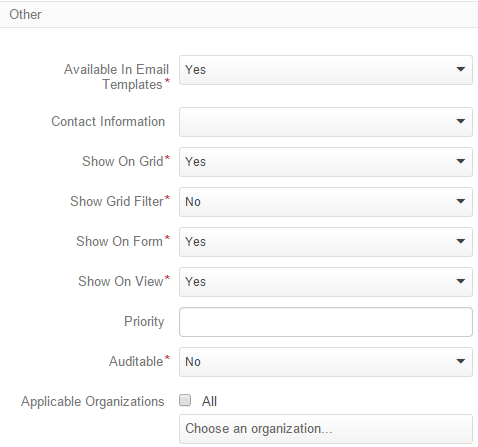 Other
Available In Email Yes
Templates*
Contact Information
Show On Grid* Yes
Show Grid Filter* No
Show On Form* Yes
Show On View* Yes
Priority
Auditable* No
Applicable Organizations All
Choose an organization...